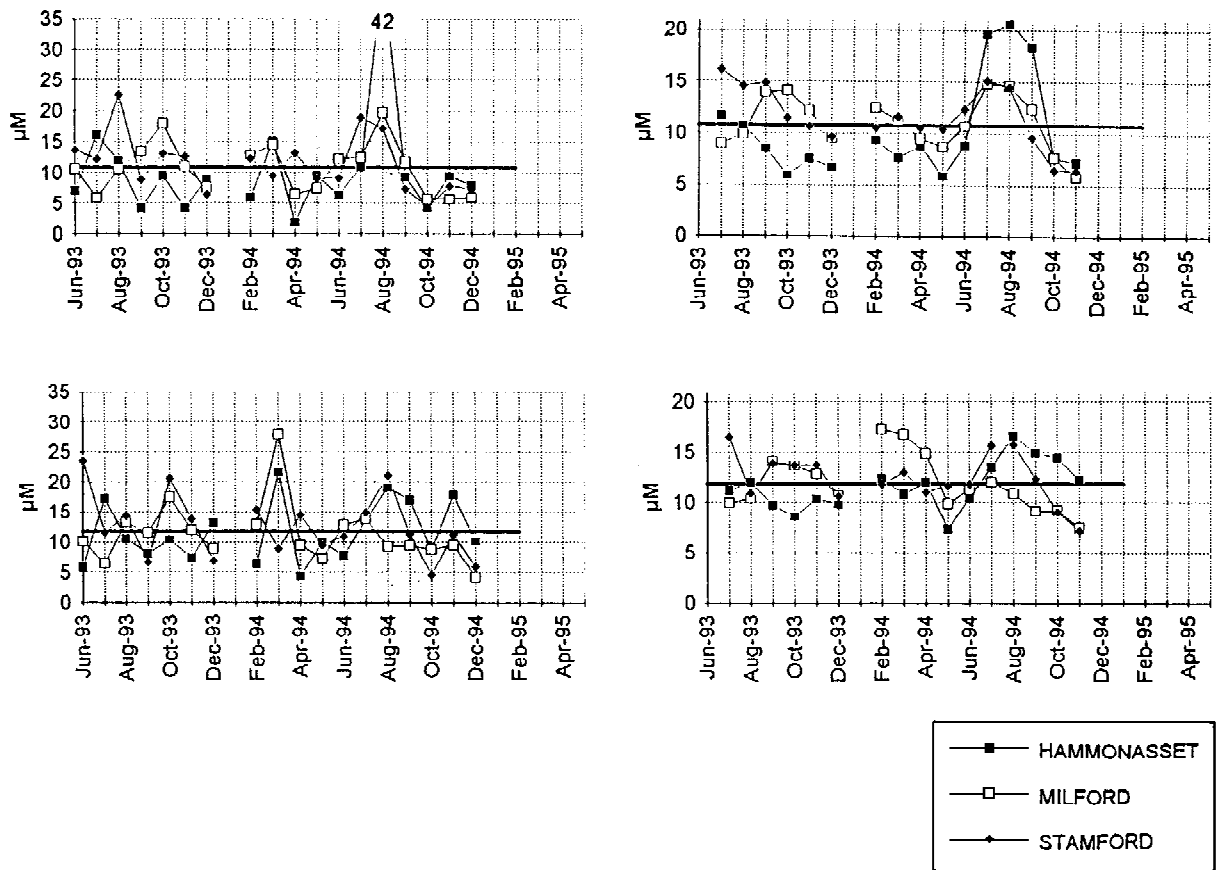 42
35
30
25
20
15
10
5
0
µM
Jun-93
Aug-93
Oct-93
Dec-93
Feb-94
Apr-94
Jun-94
Aug-94
Oct-94
Dec-94
Feb-95
Apr-95
20
15
10
5
0
µM
Jun-93
Aug-93
Oct-93
Dec-93
Feb-94
Apr-94
Jun-94
Aug-94
Oct-94
Dec-94
Feb-95
Apr-95
35
30
25
20
15
10
5
0
µM
Jun-93
Aug-93
Oct-93
Dec-93
Feb-94
Apr-94
Jun-94
Aug-94
Oct-94
Dec-94
Feb-95
Apr-95
20
15
10
5
0
µM
Jun-93
Aug-93
Oct-93
Dec-93
Feb-94
Apr-94
Jun-94
Aug-94
Oct-94
Dec-94
Feb-95
Apr-95
HAMMONASSET
MILFORD
STAMFORD